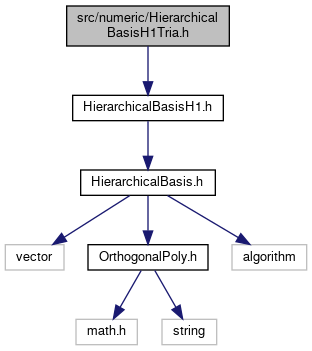 src/numeric/Hierarchical
BasisH1Tria.h
HierarchicalBasisH1.h
HierarchicalBasis.h
vector
OrthogonalPoly.h
algorithm
math.h
string